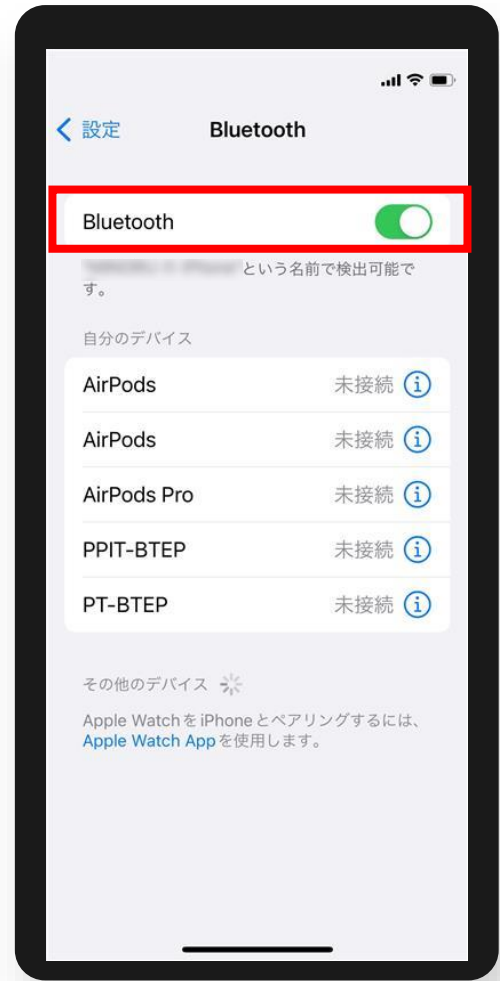 設定 Bluetooth
Bluetooth
という名前で検出可能で
す。
自分のデバイス
AirPods 未接続
AirPods 未接続
AirPods Pro 未接続
PPIT-BTEP 未接続
PT-BTEP 未接続
その他のデバイス
Apple WatchをiPhoneとペアリングするには、
Apple Watch Appを使用します。